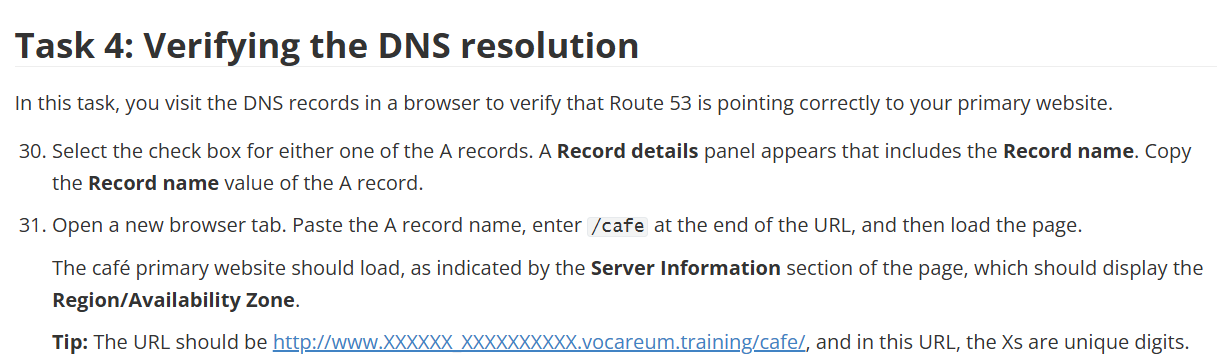 Task 4: Verifying the DNS resolution
In this task, you visit the DNS records in a browser to verify that Route 53 is pointing correctly to your primary website.
30. Select the check box for either one of the A records. A Record details panel appears that includes the Record name. Copy
the Record name value of the A record.
31. Open a new browser tab. Paste the A record name, enter /cafe at the end of the URL, and then load the page.
The café primary website should load, as indicated by the Server Information section of the page, which should display the
Region/Availability Zone.
Tip: The URL should be http://www.XXXXXX_XXXXXXXXXX.vocareum.training/cafe/, and in this URL, the Xs are unique digits.